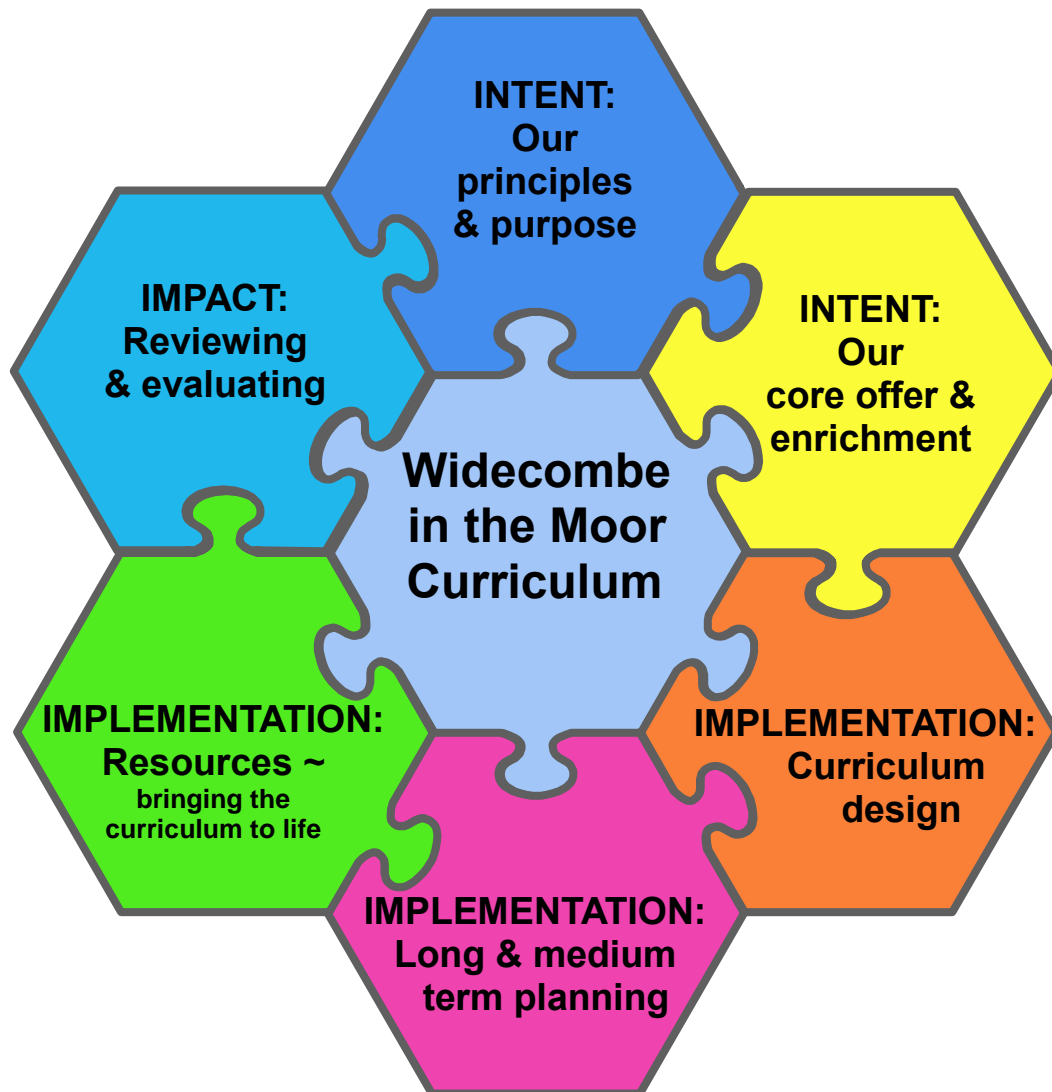 INTENT:
Our
principles
& purpose
INTENT:
Our
core offer &
enrichment
IMPACT:
Reviewing
& evaluating
Widecombe
in the Moor
Curriculum
IMPLEMENTATION:
Curriculum
design
IMPLEMENTATION:
Resources ~
bringing the
curriculum to life
IMPLEMENTATION:
Long & medium
term planning